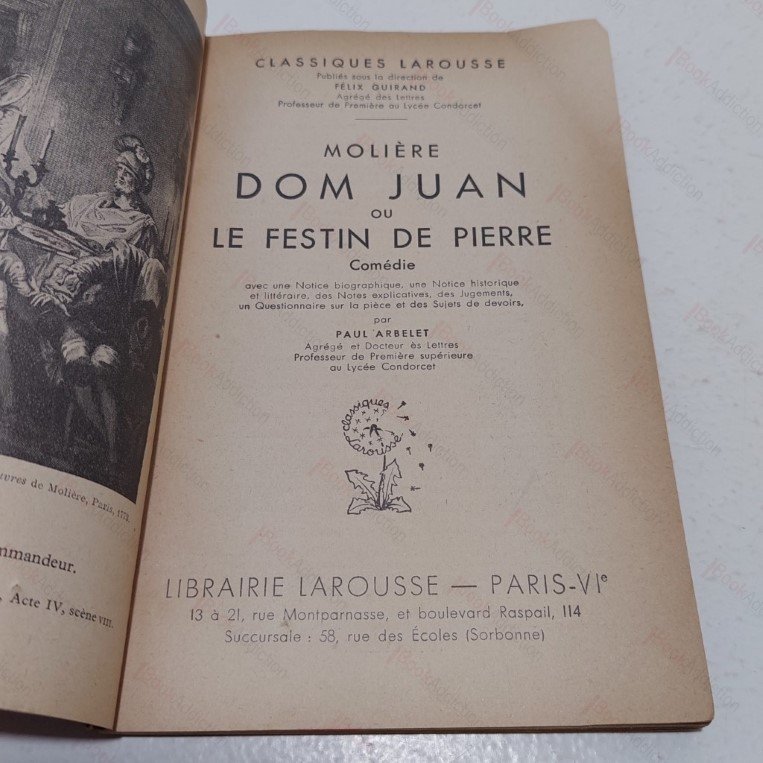 uvres de Molière, Paris, 1773.
mmandeur.
, Acte IV, scène VIII.
CLASSIQUES LAROUSSE
Publiés sous la direction de
FÉLIX GUIRAND
Agrégé des Lettres
Professeur de Première au Lycée Condorcet
MOLIÈRE
DOM JUAN
OU
LE FESTIN DE PIERRE
Comédie
avec une Notice biographique, une Notice historique
et littéraire, des Notes explicatives, des Jugements,
un Questionnaire sur la pièce et des Sujets de devoirs,
par
PAUL ARBELET
Agrégé et Docteur ès Lettres
Professeur de Première supérieure
au Lycée Condorcet
classiques
Larousse
LIBRAIRIE LAROUSSE — PARIS-VIe
13 à 21, rue Montparnasse, et boulevard Raspail, 114
Succursale : 58, rue des Écoles (Sorbonne)
BookAddiction